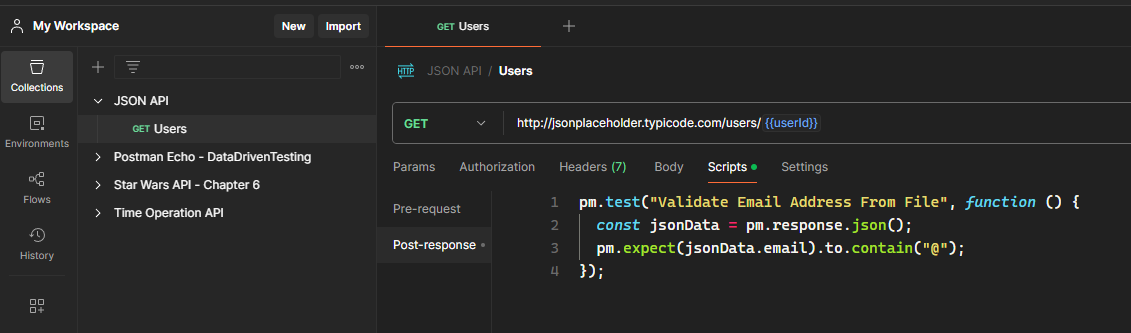 My Workspace New Import
GET Users
Collections
Environments
Flows
History
JSON API
GET Users
Postman Echo - DataDrivenTesting
Star Wars API - Chapter 6
Time Operation API
HTTP JSON API / Users
GET http://jsonplaceholder.typicode.com/users/ {{userId}}
Params Authorization Headers (7) Body Scripts Settings
Pre-request
Post-response
1 pm.test("Validate Email Address From File", function () {
2 const jsonData = pm.response.json();
3 pm.expect(jsonData.email).to.contain("@");
4 });